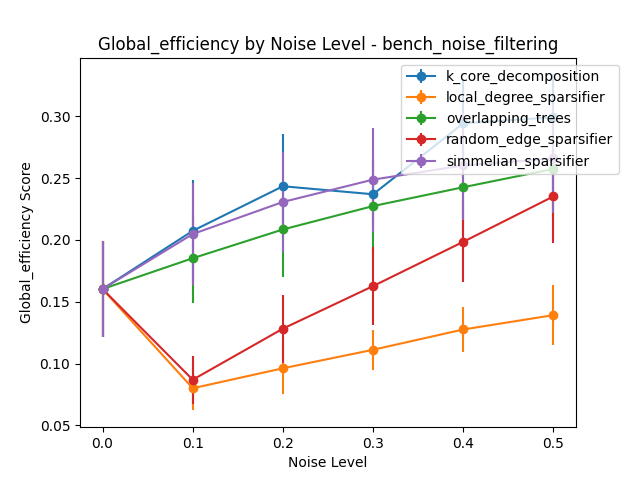 Global_efficiency by Noise Level - bench_noise_filtering
k_core_decomposition
local_degree_sparsifier
overlapping_trees
random_edge_sparsifier
simmelian_sparsifier
Global_efficiency Score
0.30
0.25
0.20
0.15
0.10
0.05
0.0 0.1 0.2 0.3 0.4 0.5
Noise Level